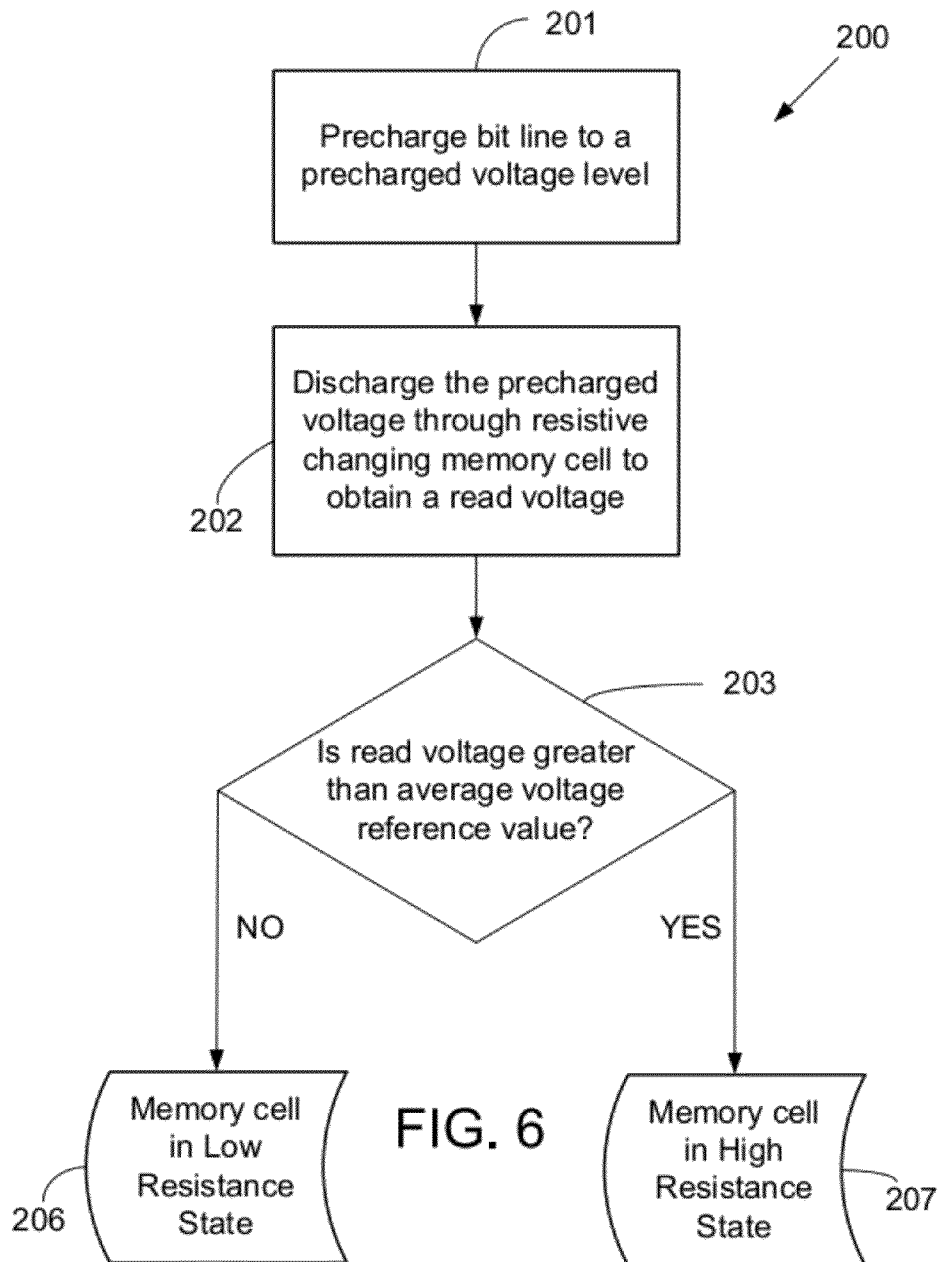 201
200
Precharge bit line to a
precharged voltage level
Discharge the precharged
voltage through resistive
changing memory cell to
obtain a read voltage
202
203
Is read voltage greater
than average voltage
reference value?
NO
YES
Memory cell
in Low
Resistance
State
206
FIG. 6
Memory cell
in High
Resistance
State
207